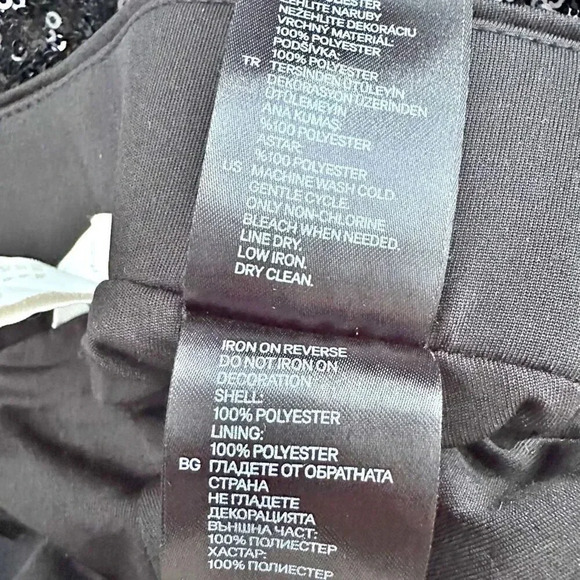 POLYESTER
NEŽEHLITE NARUBY
NEŽEHLITE DEKORÁCIU
VRCHNÝ MATERIÁL:
100% POLYESTER
PODŠÍVKA:
100% POLYESTER
TR TERSİNDEN ÜTÜLEYİN
DEKORASYON ÜZERİNDEN
ÜTÜLEMEYİN
ANA KUMAŞ:
%100 POLYESTER
ASTAR:
%100 POLYESTER
US MACHINE WASH COLD.
GENTLE CYCLE.
ONLY NON-CHLORINE
BLEACH WHEN NEEDED.
LINE DRY.
LOW IRON.
DRY CLEAN.
IRON ON REVERSE
DO NOT IRON ON
DECORATION
SHELL:
100% POLYESTER
LINING:
100% POLYESTER
BG ГЛАДЕТЕ ОТ ОБРАТНАТА
СТРАНА
НЕ ГЛАДЕТЕ
ДЕКОРАЦИЯТА
ВЪНШНА ЧАСТ:
100% ПОЛИЕСТЕР
ХАСТАР:
100% ПОЛИЕСТЕР